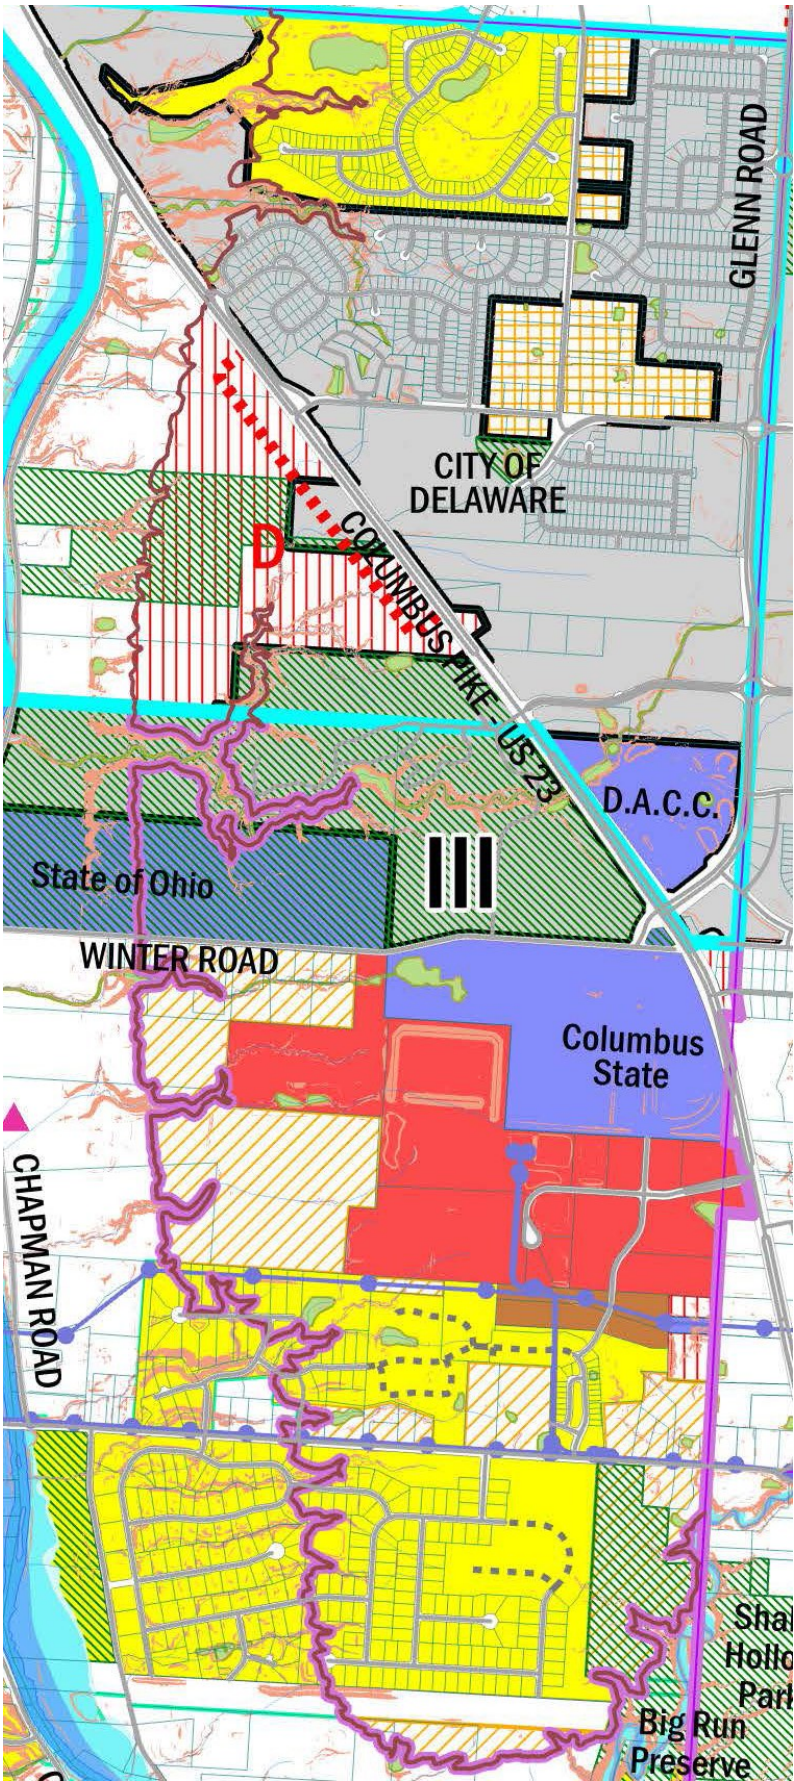 GLENN ROAD
CITY OF
DELAWARE
D
COLUMBUS PIKE - US 23
D.A.C.C.
III
State of Ohio
WINTER ROAD
Columbus
State
CHAPMAN ROAD
Big Run
Preserve